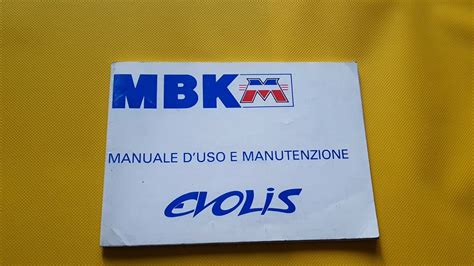 MBK
MANUALE D'USO E MANUTENZIONE
EVOLIS